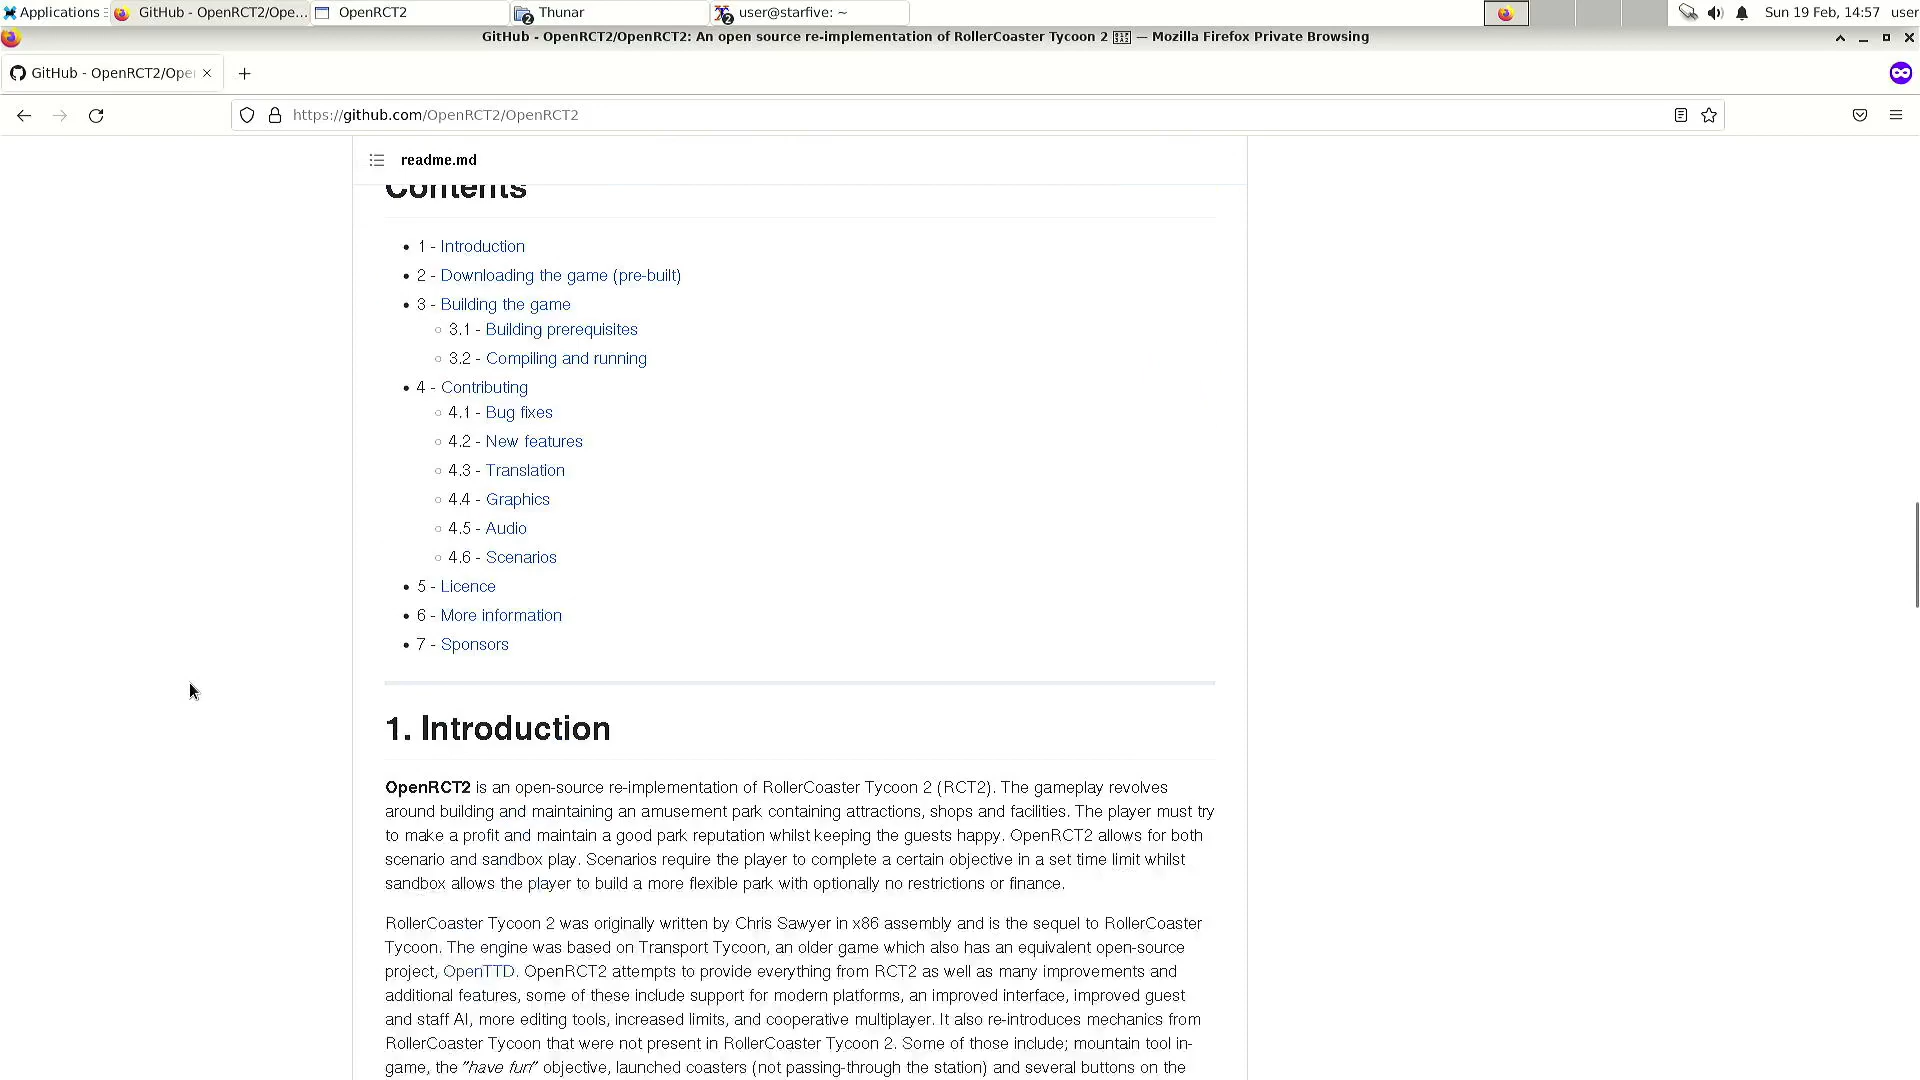 Applications
GitHub - OpenRCT2/Ope...
OpenRCT2
2 Thunar
2 user@starfive: ~
Sun 19 Feb, 14:57 user
GitHub - OpenRCT2/OpenRCT2: An open source re-implementation of RollerCoaster Tycoon 2 — Mozilla Firefox Private Browsing
GitHub - OpenRCT2/Ope
https://github.com/OpenRCT2/OpenRCT2
readme.md
Contents
• 1 - Introduction
• 2 - Downloading the game (pre-built)
• 3 - Building the game
◦ 3.1 - Building prerequisites
◦ 3.2 - Compiling and running
• 4 - Contributing
◦ 4.1 - Bug fixes
◦ 4.2 - New features
◦ 4.3 - Translation
◦ 4.4 - Graphics
◦ 4.5 - Audio
◦ 4.6 - Scenarios
• 5 - Licence
• 6 - More information
• 7 - Sponsors
1. Introduction
OpenRCT2 is an open-source re-implementation of RollerCoaster Tycoon 2 (RCT2). The gameplay revolves
around building and maintaining an amusement park containing attractions, shops and facilities. The player must try
to make a profit and maintain a good park reputation whilst keeping the guests happy. OpenRCT2 allows for both
scenario and sandbox play. Scenarios require the player to complete a certain objective in a set time limit whilst
sandbox allows the player to build a more flexible park with optionally no restrictions or finance.
RollerCoaster Tycoon 2 was originally written by Chris Sawyer in x86 assembly and is the sequel to RollerCoaster
Tycoon. The engine was based on Transport Tycoon, an older game which also has an equivalent open-source
project, OpenTTD. OpenRCT2 attempts to provide everything from RCT2 as well as many improvements and
additional features, some of these include support for modern platforms, an improved interface, improved guest
and staff AI, more editing tools, increased limits, and cooperative multiplayer. It also re-introduces mechanics from
RollerCoaster Tycoon that were not present in RollerCoaster Tycoon 2. Some of those include; mountain tool in-
game, the "have fun" objective, launched coasters (not passing-through the station) and several buttons on the